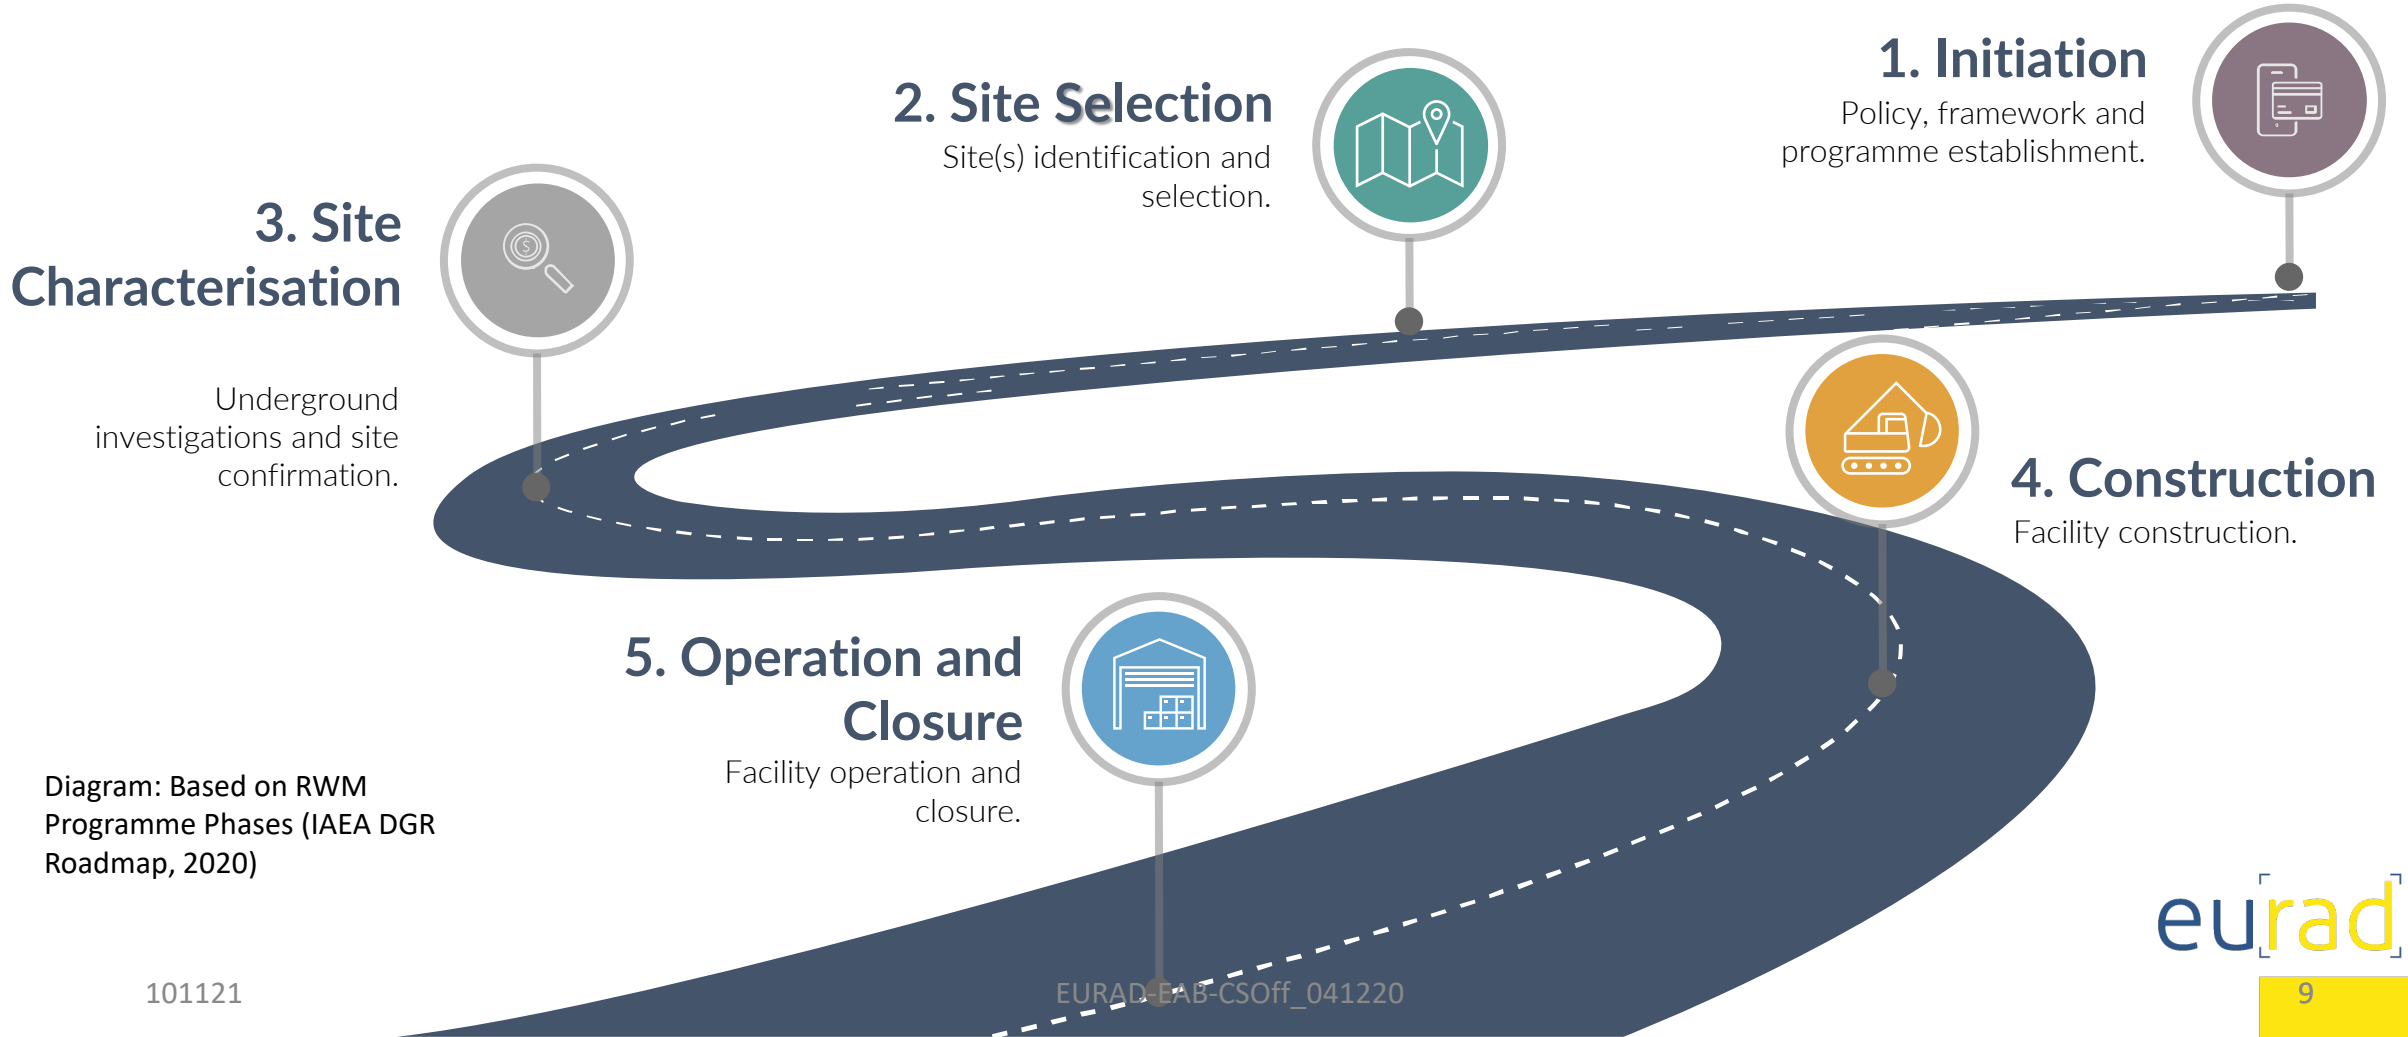 1. Initiation
Policy, framework and
programme establishment.
2. Site Selection
Site(s) identification and
selection.
3. Site
Characterisation
Underground
investigations and site
confirmation.
4. Construction
Facility construction.
5. Operation and
Closure
Facility operation and
closure.
Diagram: Based on RWM
Programme Phases (IAEA DGR
Roadmap, 2020)
eu[rad]
101121
EURAD-EAB-CSOff_041220
9
$